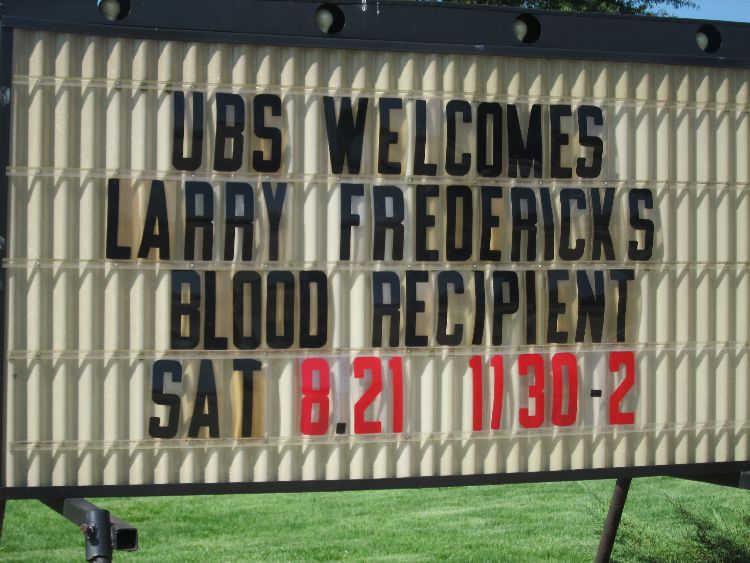 UBS WELCOMES
LARRY FREDERICKS
BLOOD RECIPIENT
SAT 8.21 1130-2